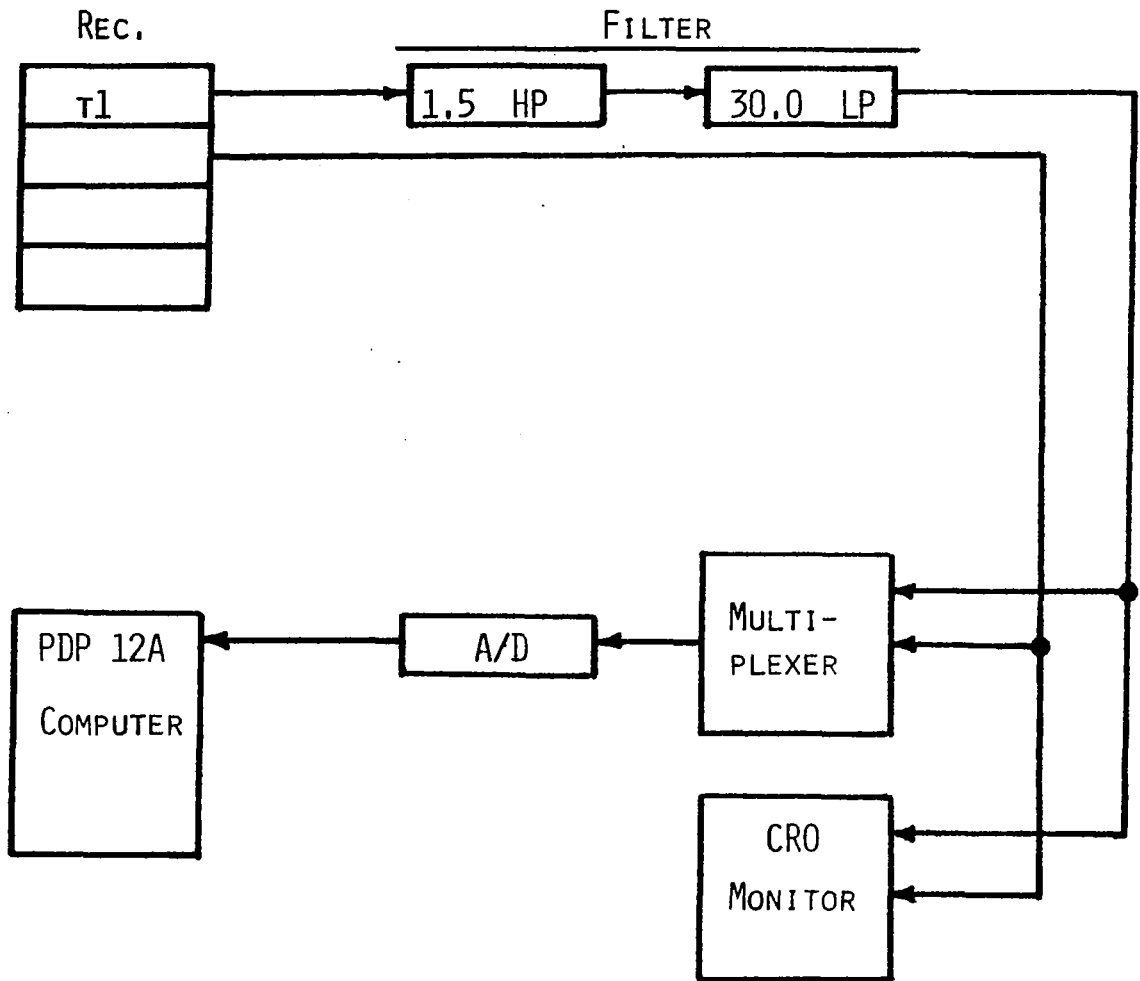 REC.
FILTER
T1
1.5 HP
30.0 LP
MULTI-
PLEXER
A/D
PDP 12A
COMPUTER
CRO
MONITOR